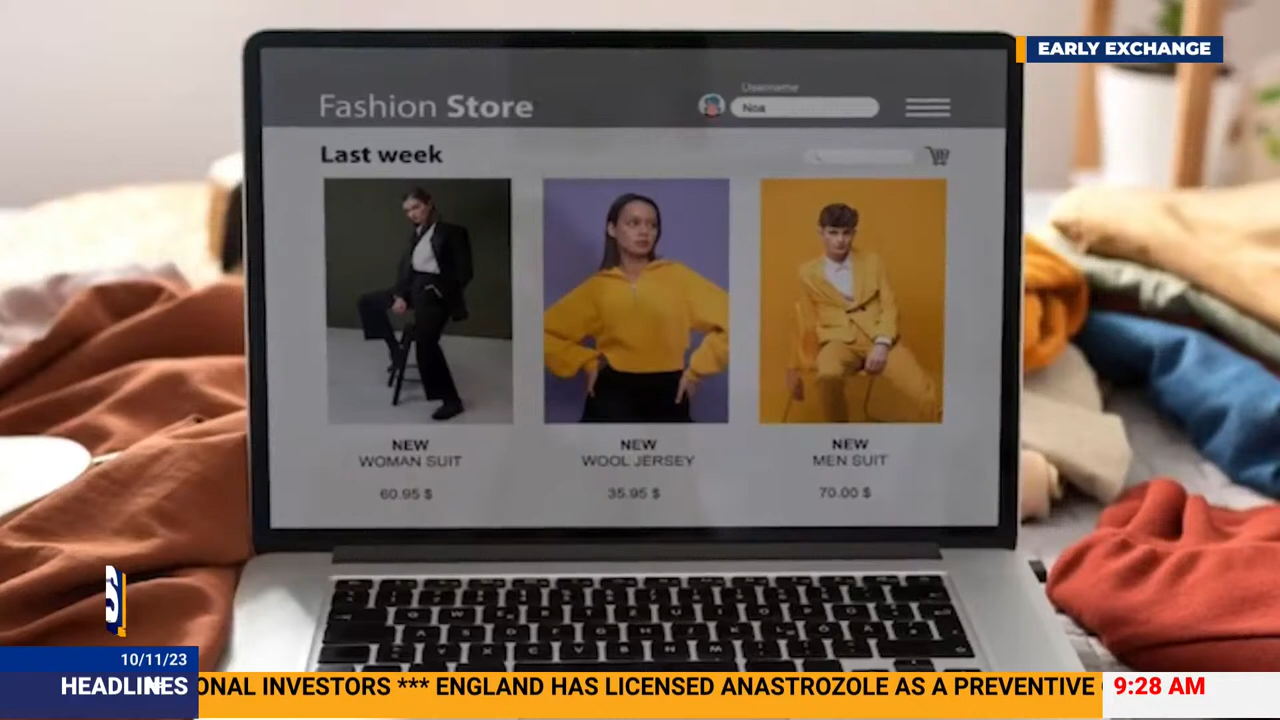 EARLY EXCHANGE
Fashion Store
Username
Noa
Last week
NEW
WOMAN SUIT
60.95 $
NEW
WOOL JERSEY
35.95 $
NEW
MEN SUIT
70.00 $
10/11/23
HEADLINES
ONAL INVESTORS *** ENGLAND HAS LICENSED ANASTROZOLE AS A PREVENTIVE
9:28 AM